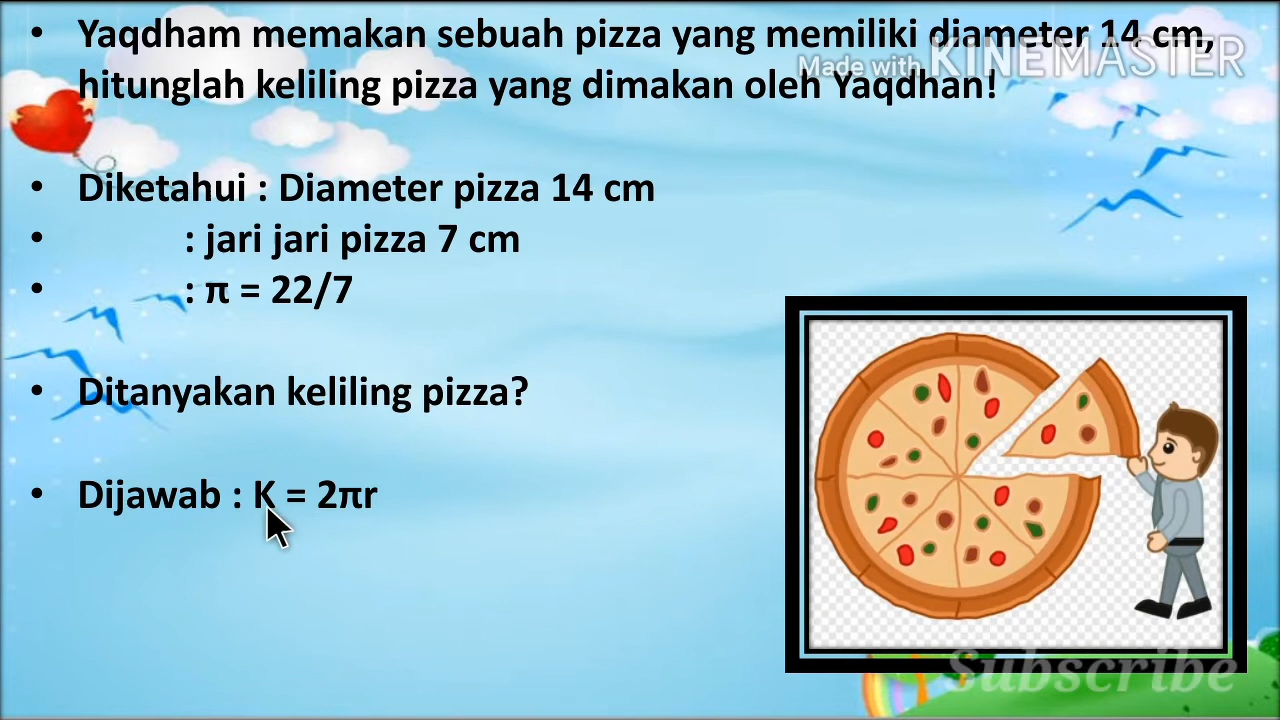 • Yaqdham memakan sebuah pizza yang memiliki diameter 14 cm,
Made with KINEMASTER
hitunglah keliling pizza yang dimakan oleh Yaqdhan!
• Diketahui : Diameter pizza 14 cm
• : jari jari pizza 7 cm
• : π = 22/7
• Ditanyakan keliling pizza?
• Dijawab : K = 2πr
Subscribe